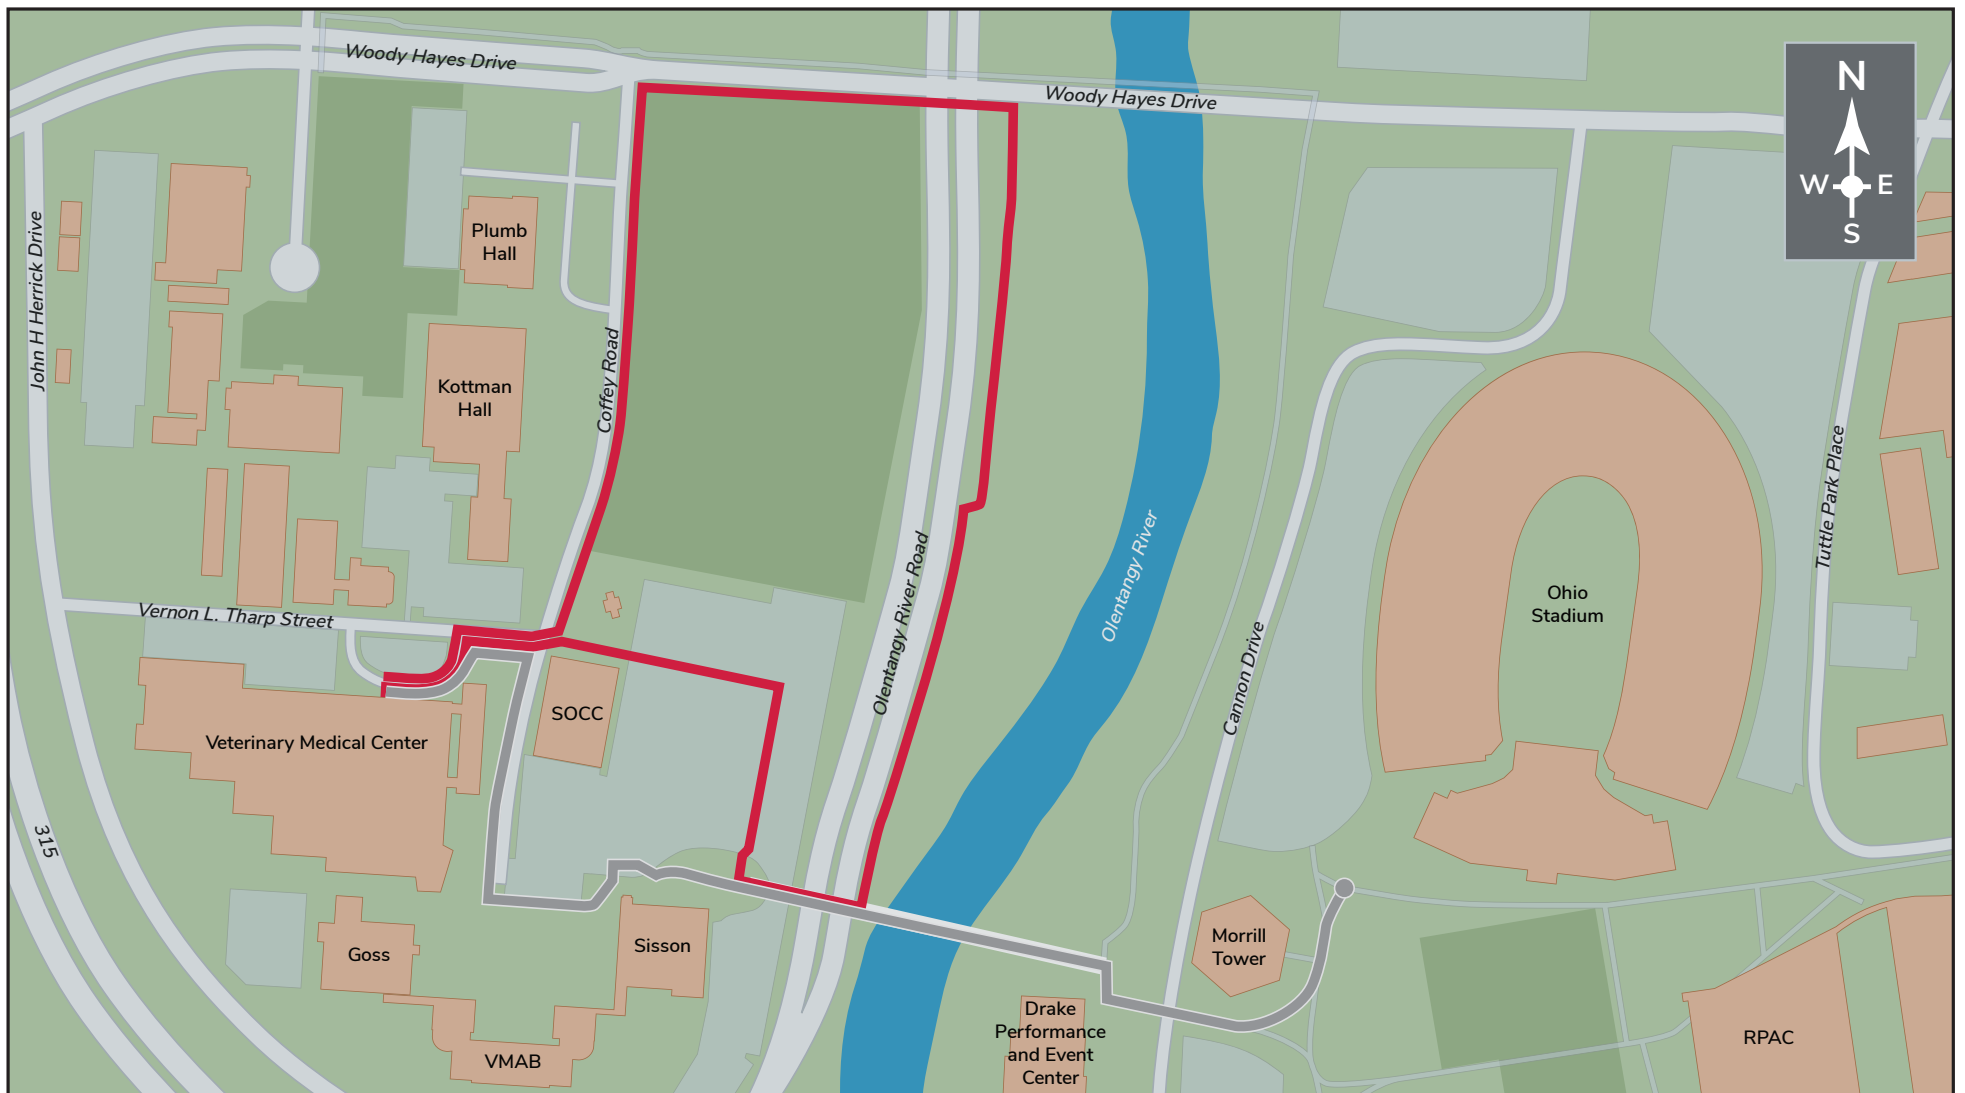 Woody Hayes Drive
Woody Hayes Drive
N
W E
S
John H Herrick Drive
Plumb
Hall
Coffey Road
Kottman
Hall
Tuttle Park Place
Olentangy River Road
Olentangy River
Ohio
Stadium
Vernon L. Tharp Street
Cannon Drive
SOCC
Veterinary Medical Center
315
Goss
Sisson
Morrill
Tower
Drake
Performance
and Event
Center
VMAB
RPAC